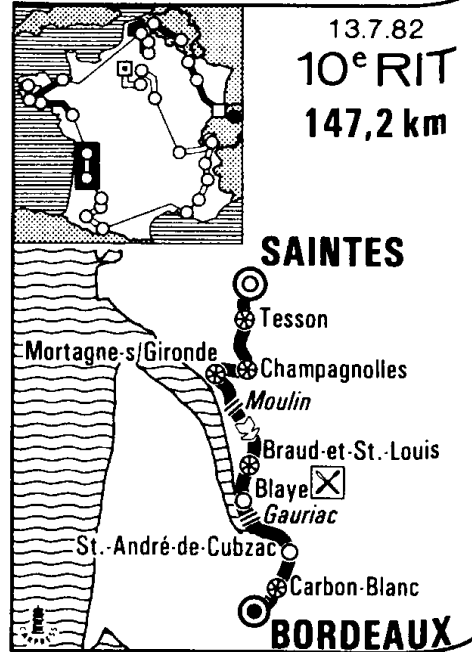 13.7.82
10e RIT
147,2 km
SAINTES
Tesson
Mortagne-s/Gironde
Champagnolles
Moulin
Braud-et-St.-Louis
Blaye
Gauriac
St.-André-de-Cubzac
Carbon-Blanc
BORDEAUX